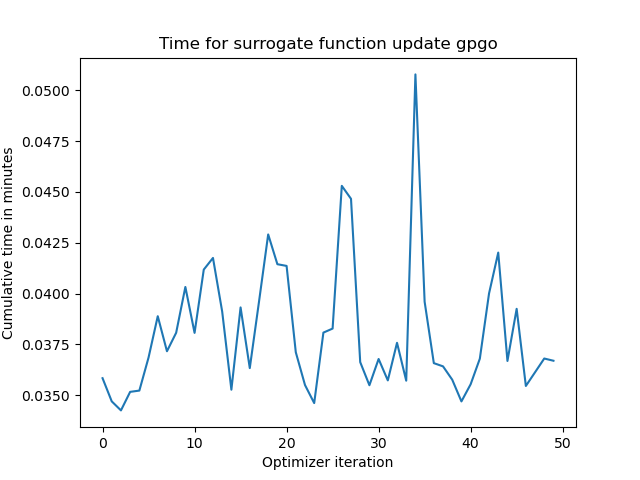 Time for surrogate function update gpgo
0.0500
0.0475
0.0450
0.0425
0.0400
0.0375
0.0350
Cumulative time in minutes
0 10 20 30 40 50
Optimizer iteration